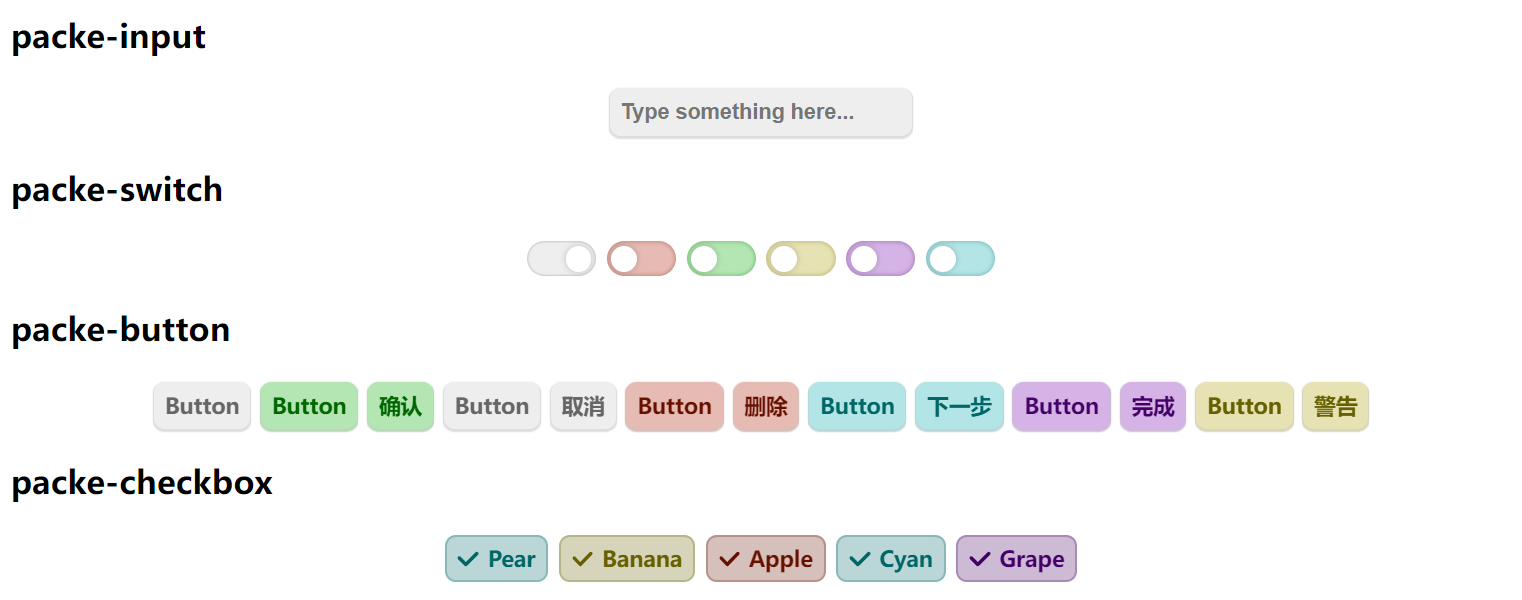 packe-input
Type something here...
packe-switch
packe-button
Button Button 确认 Button 取消 Button 删除 Button 下一步 Button 完成 Button 警告
packe-checkbox
Pear Banana Apple Cyan Grape